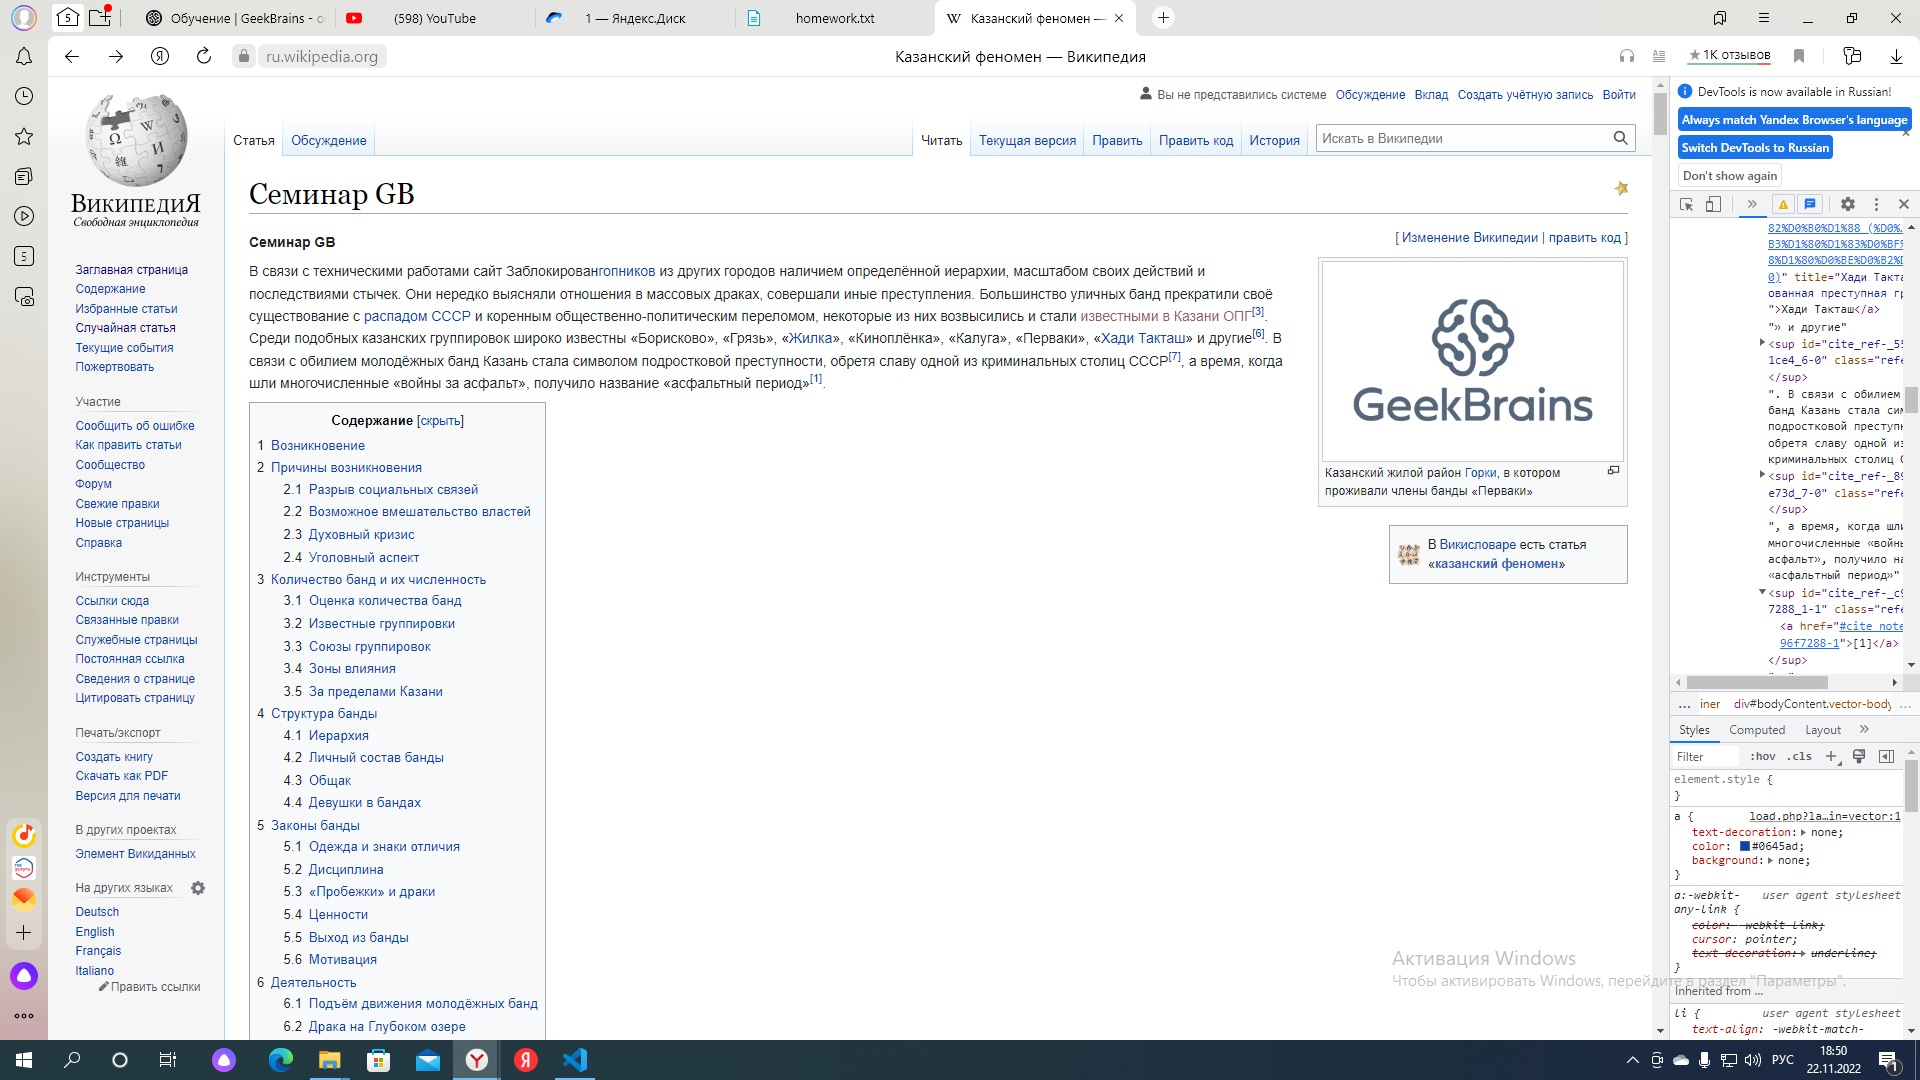 Обучение | GeekBrains - о
(598) YouTube
1 — Яндекс.Диск
homework.txt
Казанский феномен —
ru.wikipedia.org
Казанский феномен — Википедия
1К отзывов
Вы не представились системе Обсуждение Вклад Создать учётную запись Войти
Статья Обсуждение
Читать Текущая версия Править Править код История
Искать в Википедии
ВикипедиЯ
Свободная энциклопедия
Заглавная страница
Содержание
Избранные статьи
Случайная статья
Текущие события
Пожертвовать
Участие
Сообщить об ошибке
Как править статьи
Сообщество
Форум
Свежие правки
Новые страницы
Справка
Инструменты
Ссылки сюда
Связанные правки
Служебные страницы
Постоянная ссылка
Сведения о странице
Цитировать страницу
Печать/экспорт
Создать книгу
Скачать как PDF
Версия для печати
В других проектах
Элемент Викиданных
На других языках
Deutsch
English
Français
Italiano
Править ссылки
5
Семинар GB
Семинар GB
[ Изменение Википедии | править код ]
В связи с техническими работами сайт Заблокировангопников из других городов наличием определённой иерархии, масштабом своих действий и
последствиями стычек. Они нередко выясняли отношения в массовых драках, совершали иные преступления. Большинство уличных банд прекратили своё
существование с распадом СССР и коренным общественно-политическим переломом, некоторые из них возвысились и стали известными в Казани ОПГ[3].
Среди подобных казанских группировок широко известны «Борисково», «Грязь», «Жилка», «Киноплёнка», «Калуга», «Перваки», «Хади Такташ» и другие[6]. В
связи с обилием молодёжных банд Казань стала символом подростковой преступности, обретя славу одной из криминальных столиц СССР[7], а время, когда
шли многочисленные «войны за асфальт», получило название «асфальтный период»[1].
GeekBrains
Казанский жилой район Горки, в котором
проживали члены банды «Перваки»
В Викисловаре есть статья
«казанский феномен»
Содержание [скрыть]
1 Возникновение
2 Причины возникновения
2.1 Разрыв социальных связей
2.2 Возможное вмешательство властей
2.3 Духовный кризис
2.4 Уголовный аспект
3 Количество банд и их численность
3.1 Оценка количества банд
3.2 Известные группировки
3.3 Союзы группировок
3.4 Зоны влияния
3.5 За пределами Казани
4 Структура банды
4.1 Иерархия
4.2 Личный состав банды
4.3 Общак
4.4 Девушки в бандах
5 Законы банды
5.1 Одежда и знаки отличия
5.2 Дисциплина
5.3 «Пробежки» и драки
5.4 Ценности
5.5 Выход из банды
5.6 Мотивация
6 Деятельность
6.1 Подъём движения молодёжных банд
6.2 Драка на Глубоком озере
DevTools is now available in Russian!
Always match Yandex Browser's language
Switch DevTools to Russian
Don't show again
82%D0%B0%D1%88 (%D0%
B3%D1%80%D1%83%D0%BF%
8%D1%80%D0%BE%D0%B2%D
0)" title="Хади Такта
ованная преступная гр
">Хади Такташ</a>
"» и другие"
<sup id="cite_ref-_55
1ce4_6-0" class="refe
</sup>
". В связи с обилием
банд Казань стала сим
подростковой преступн
обретя славу одной из
криминальных столиц С
<sup id="cite_ref-_89
e73d_7-0" class="refe
</sup>
", а время, когда шли
многочисленные «войны
асфальт», получило на
«асфальтный период»"
<sup id="cite_ref-_c9
7288_1-1" class="refe
<a href="#cite_note
96f7288-1">[1]</a>
</sup>
... iner div#bodyContent.vector-body ...
Styles Computed Layout
Filter :hov .cls
element.style {
}
a { load.php?la…in=vector:1
text-decoration: none;
color: #0645ad;
background: none;
}
a:-webkit- user agent stylesheet
any-link {
color: -webkit-link;
cursor: pointer;
text-decoration: underline;
}
Inherited from ...
li { user agent stylesheet
text-align: -webkit-match-
Активация Windows
Чтобы активировать Windows, перейдите в раздел "Параметры".
РУС
18:50
22.11.2022
1